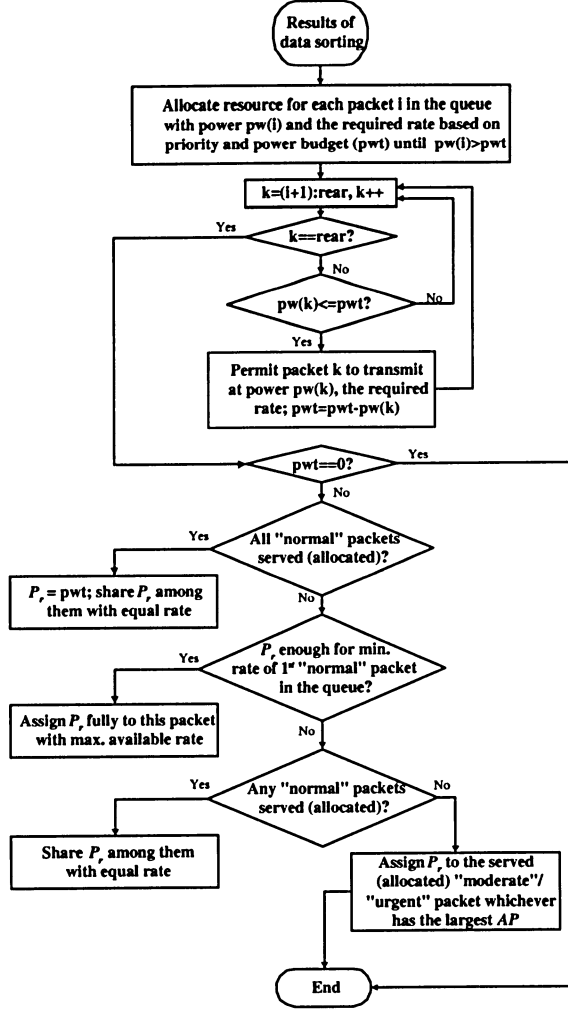 Results of
data sorting
Allocate resource for each packet i in the queue
with power pw(i) and the required rate based on
priority and power budget (pwt) until pw(i)>pwt
k=(i+1):rear, k++
Yes
k==rear?
No
pw(k)<=pwt?
No
Yes
Permit packet k to transmit
at power pw(k), the required
rate; pwt=pwt-pw(k)
pwt==0?
Yes
No
All "normal" packets
served (allocated)?
Yes
Pr = pwt; share Pr among
them with equal rate
No
Pr enough for min.
rate of 1st "normal" packet
in the queue?
Yes
Assign Pr fully to this packet
with max. available rate
No
Any "normal" packets
served (allocated)?
Yes
No
Share Pr among them
with equal rate
Assign Pr to the served
(allocated) "moderate"/
"urgent" packet whichever
has the largest AP
End